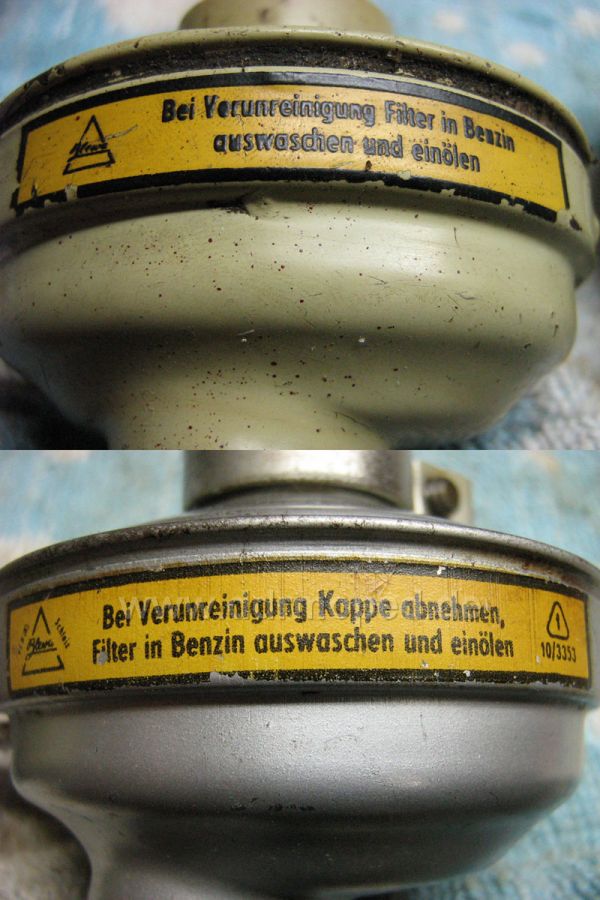 Bei Verunreinigung Filter in Benzin
auswaschen und einölen
Bei Verunreinigung Kappe abnehmen,
Filter in Benzin auswaschen und einölen
10/3353